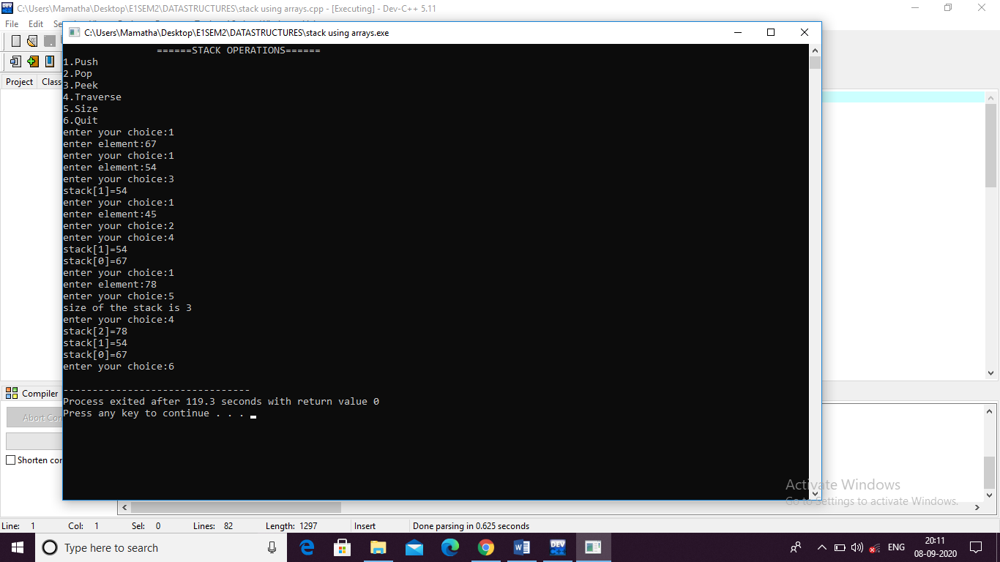 C:\Users\Mamatha\Desktop\E1SEM2\DATASTRUCTURES\stack using arrays.cpp - [Executing] - Dev-C++ 5.11
File Edit
C:\Users\Mamatha\Desktop\E1SEM2\DATASTRUCTURES\stack using arrays.exe
Project Class
======STACK OPERATIONS======
1.Push
2.Pop
3.Peek
4.Traverse
5.Size
6.Quit
enter your choice:1
enter element:67
enter your choice:1
enter element:54
enter your choice:3
stack[1]=54
enter your choice:1
enter element:45
enter your choice:2
enter your choice:4
stack[1]=54
stack[0]=67
enter your choice:1
enter element:78
enter your choice:5
size of the stack is 3
enter your choice:4
stack[2]=78
stack[1]=54
stack[0]=67
enter your choice:6
--------------------------------
Process exited after 119.3 seconds with return value 0
Press any key to continue . . .
Compiler
Abort Con
Shorten cor
Activate Windows
Go to Settings to activate Windows.
Line: 1 Col: 1 Sel: 0 Lines: 82 Length: 1297 Insert Done parsing in 0.625 seconds
Type here to search
DEV
ENG
20:11
08-09-2020